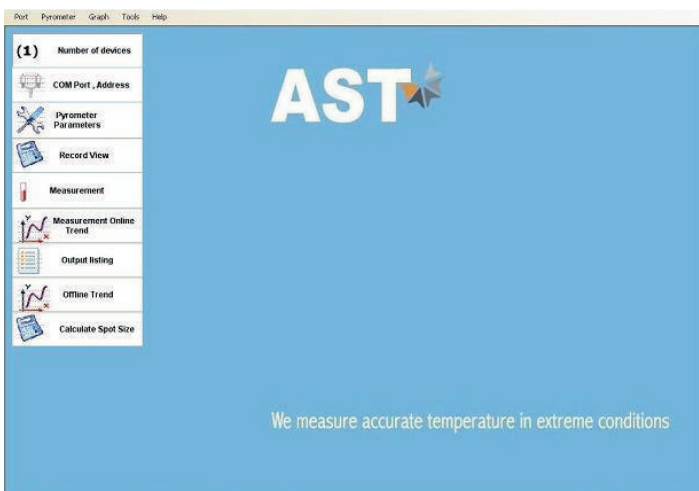 Port Pyrometer Graph Tools Help
(1) Number of devices
COM Port , Address
Pyrometer
Parameters
Record View
Measurement
Measurement Online
Trend
Output listing
Offline Trend
Calculate Spot Size
AST
We measure accurate temperature in extreme conditions